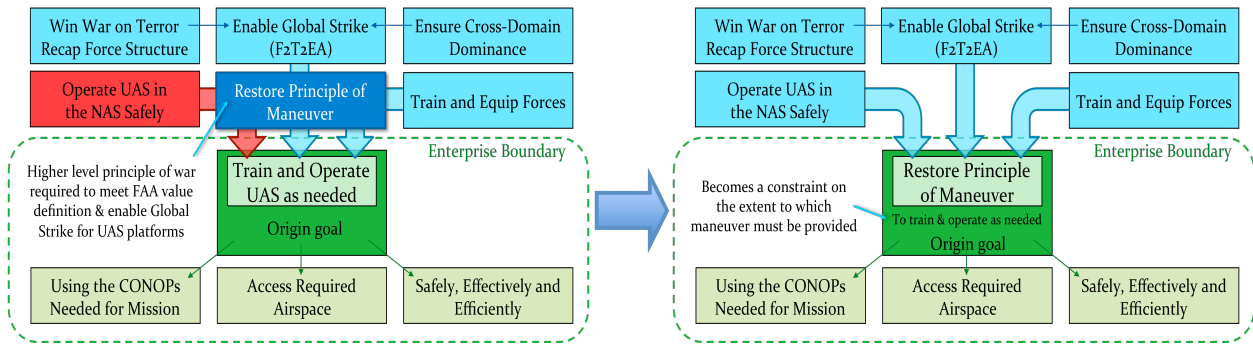 Win War on Terror
Recap Force Structure
Enable Global Strike
(F2T2EA)
Ensure Cross-Domain
Dominance
Operate UAS in
the NAS Safely
Restore Principle of
Maneuver
Train and Equip Forces
Enterprise Boundary
Higher level principle of war
required to meet FAA value
definition & enable Global
Strike for UAS platforms
Train and Operate
UAS as needed
Origin goal
Using the CONOPs
Needed for Mission
Access Required
Airspace
Safely, Effectively and
Efficiently
Win War on Terror
Recap Force Structure
Enable Global Strike
(F2T2EA)
Ensure Cross-Domain
Dominance
Operate UAS in
the NAS Safely
Train and Equip Forces
Enterprise Boundary
Becomes a constraint on
the extent to which
maneuver must be provided
Restore Principle
of Maneuver
To train & operate as needed
Origin goal
Using the CONOPs
Needed for Mission
Access Required
Airspace
Safely, Effectively and
Efficiently